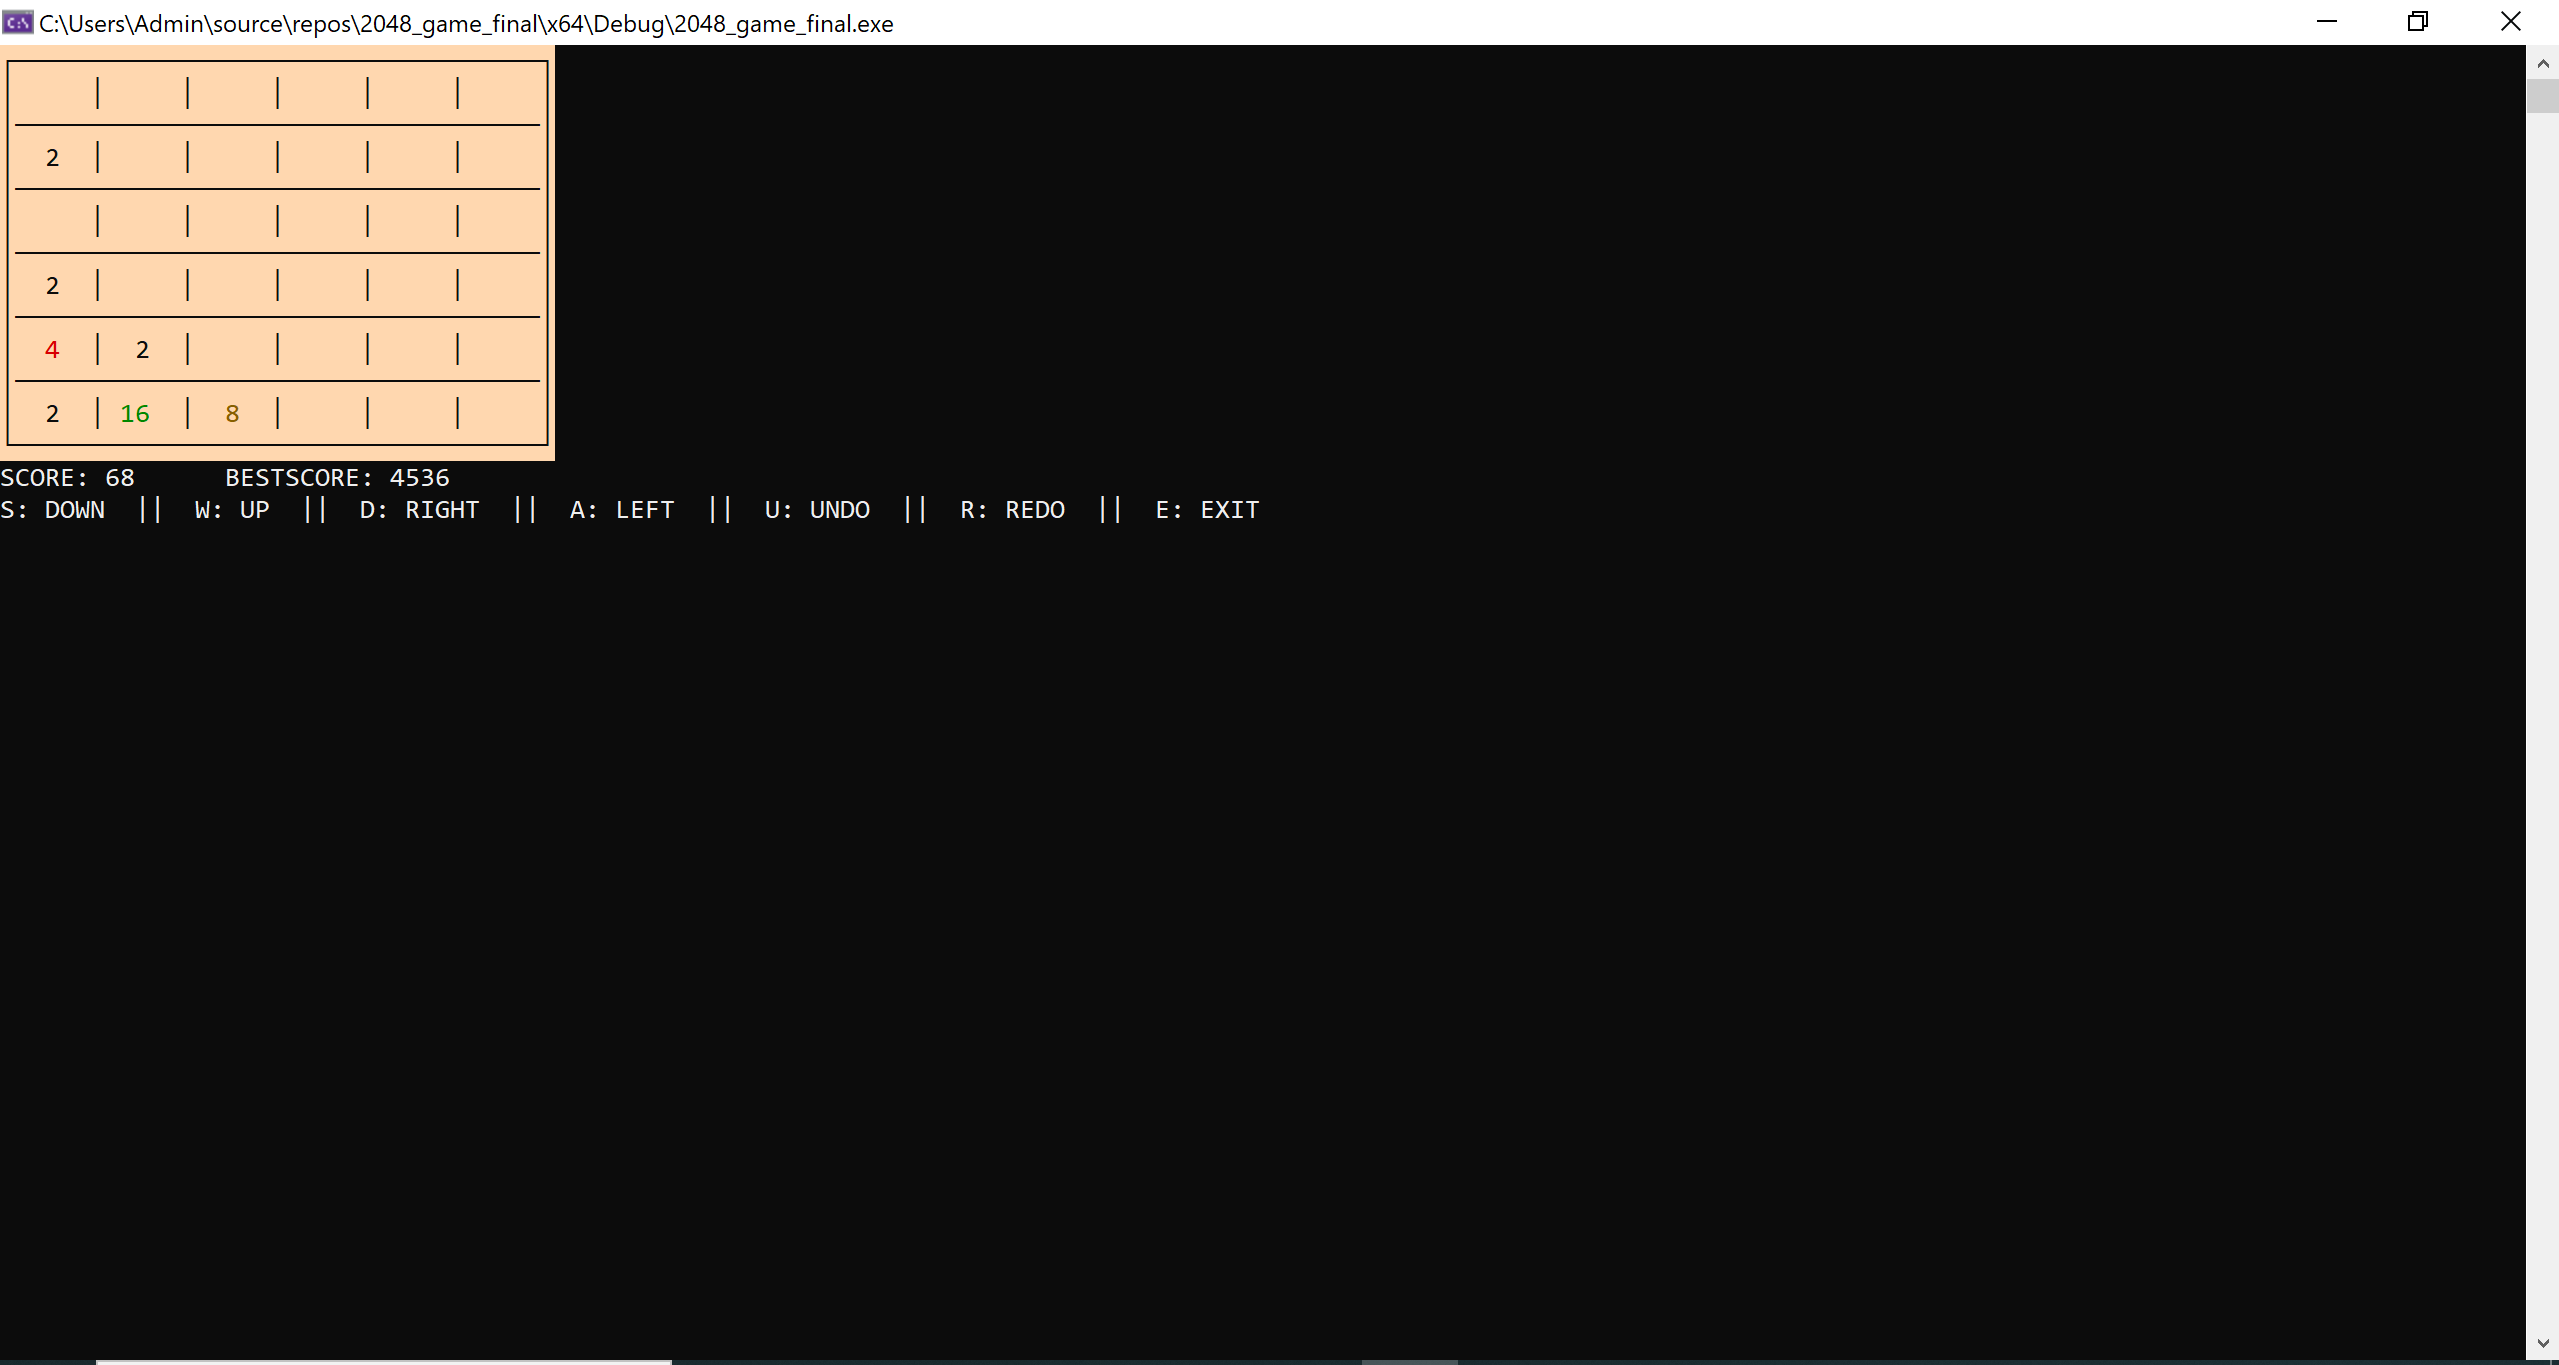 C:\Users\Admin\source\repos\2048_game_final\x64\Debug\2048_game_final.exe
2
2
4 | 2
2 | 16 | 8
SCORE: 68 BESTSCORE: 4536
S: DOWN || W: UP || D: RIGHT || A: LEFT || U: UNDO || R: REDO || E: EXIT